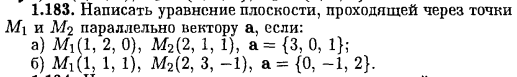 1.183. Написать уравнение плоскости, проходящей через точки
M₁ и M₂ параллельно вектору a, если:
а) M₁(1, 2, 0), M₂(2, 1, 1), a = {3, 0, 1};
б) M₁(1, 1, 1), M₂(2, 3, −1), a = {0, −1, 2}.